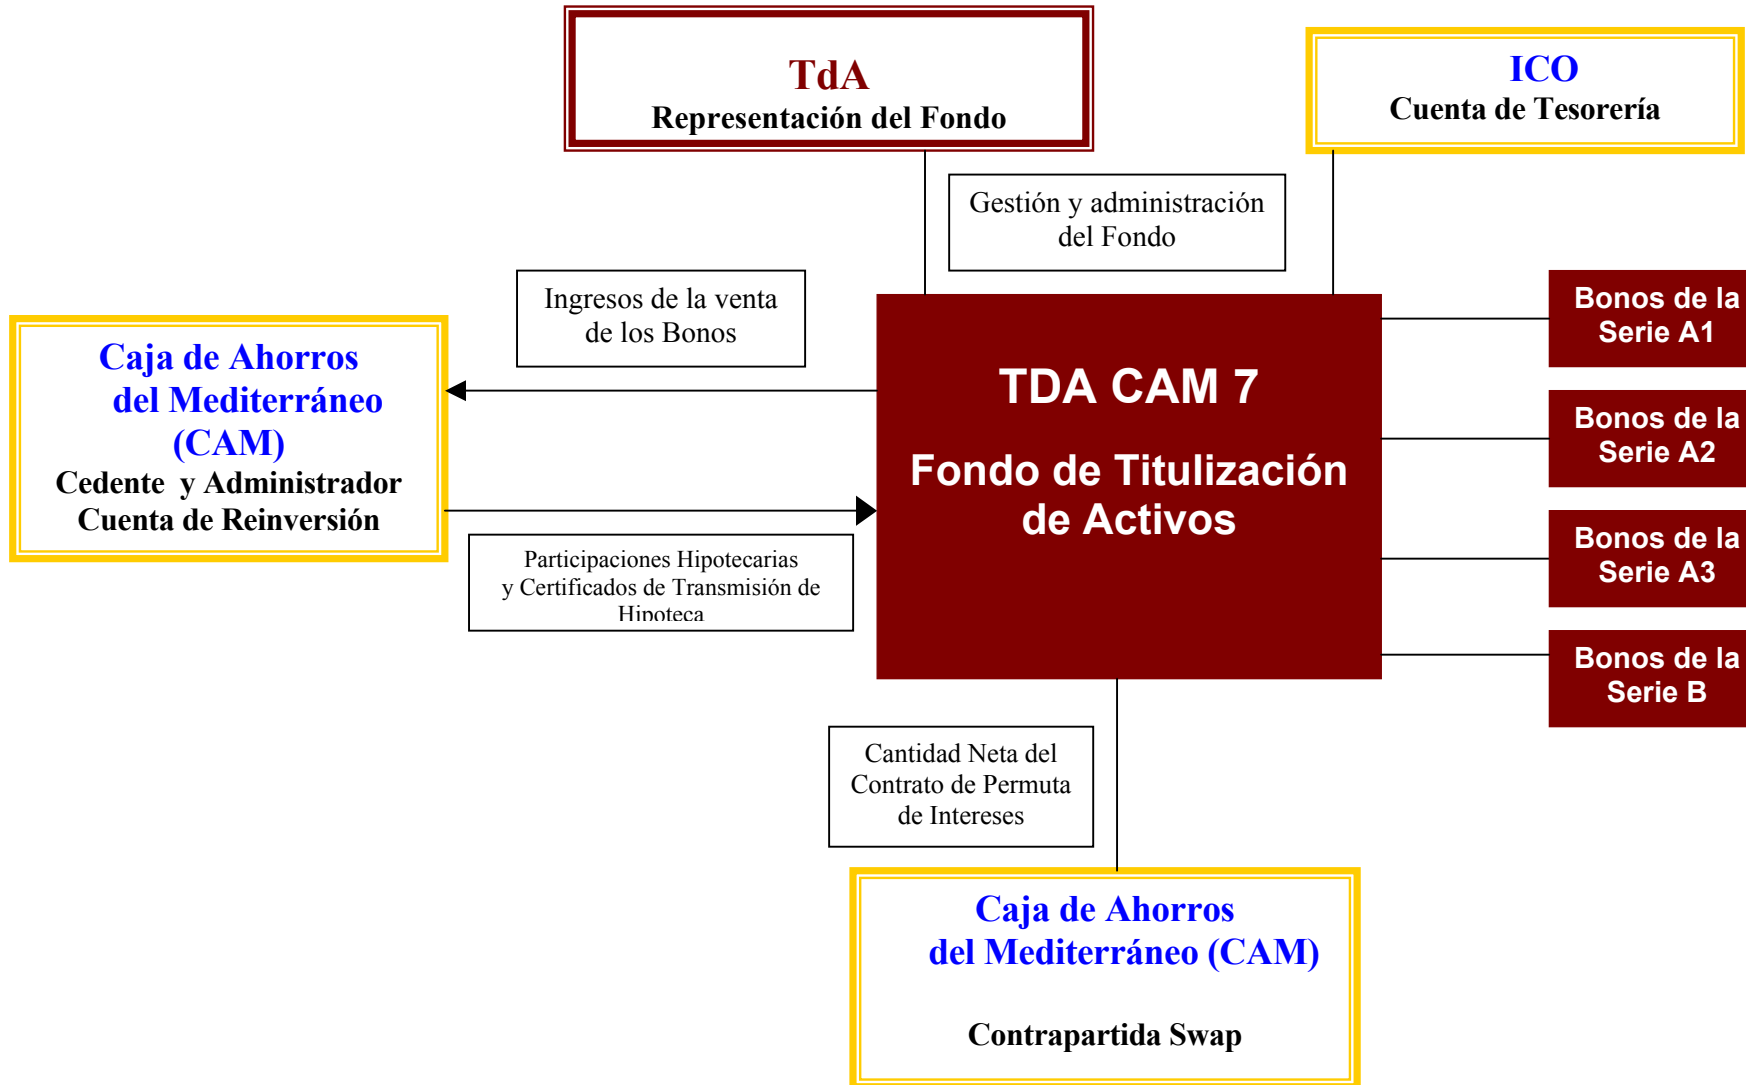 TdA
Representación del Fondo
ICO
Cuenta de Tesorería
Gestión y administración
del Fondo
Ingresos de la venta
de los Bonos
Caja de Ahorros
del Mediterráneo
(CAM)
Cedente y Administrador
Cuenta de Reinversión
TDA CAM 7
Fondo de Titulización
de Activos
Bonos de la
Serie A1
Bonos de la
Serie A2
Bonos de la
Serie A3
Bonos de la
Serie B
Participaciones Hipotecarias
y Certificados de Transmisión de
Hipoteca
Cantidad Neta del
Contrato de Permuta
de Intereses
Caja de Ahorros
del Mediterráneo (CAM)
Contrapartida Swap